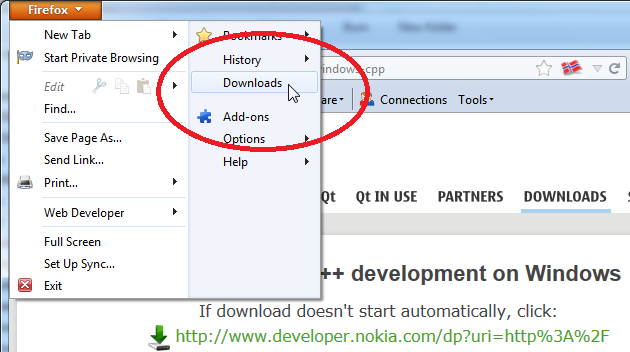 Firefox
Burn New folder
New Tab
Start Private Browsing
Edit
Find...
Save Page As...
Send Link...
Print...
Web Developer
Full Screen
Set Up Sync...
Exit
Bookmarks
History
Downloads
Add-ons
Options
Help
indows-cpp
are Connections Tools
Qt Qt IN USE PARTNERS DOWNLOADS
++ development on Windows
If download doesn't start automatically, click:
http://www.developer.nokia.com/dp?uri=http%3A%2F